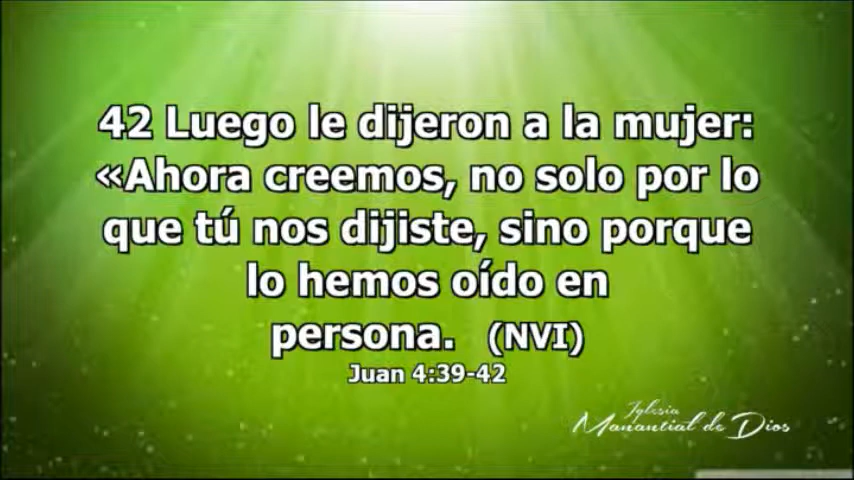 42 Luego le dijeron a la mujer:
«Ahora creemos, no solo por lo
que tú nos dijiste, sino porque
lo hemos oído en
persona. (NVI)
Juan 4:39-42
Iglesia
Manantial de Dios